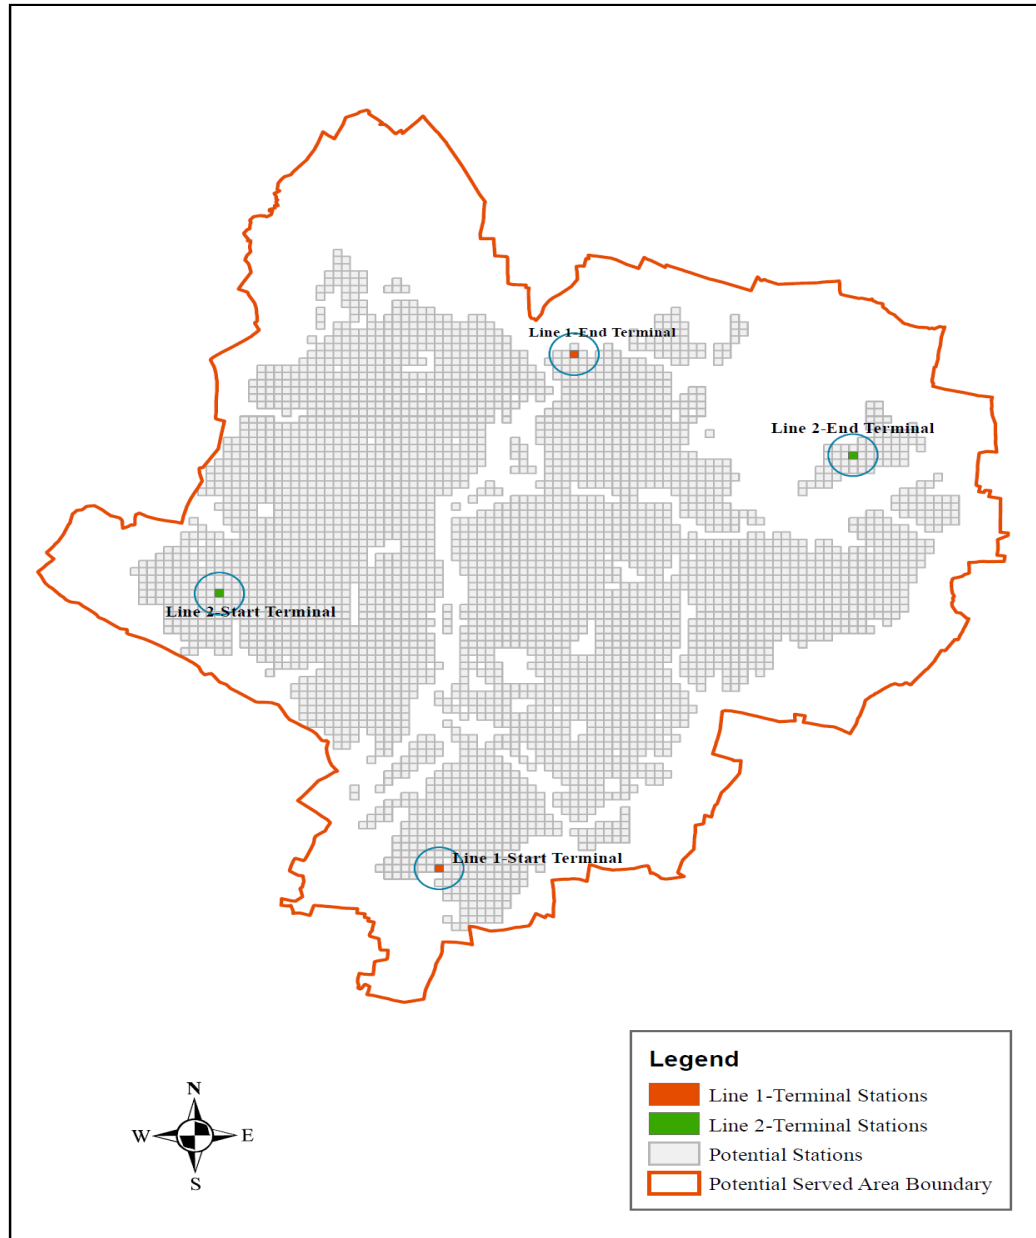 Line 1-End Terminal
Line 2-End Terminal
Line 2-Start Terminal
Line 1-Start Terminal
Legend
Line 1-Terminal Stations
Line 2-Terminal Stations
Potential Stations
Potential Served Area Boundary
N
W
E
S